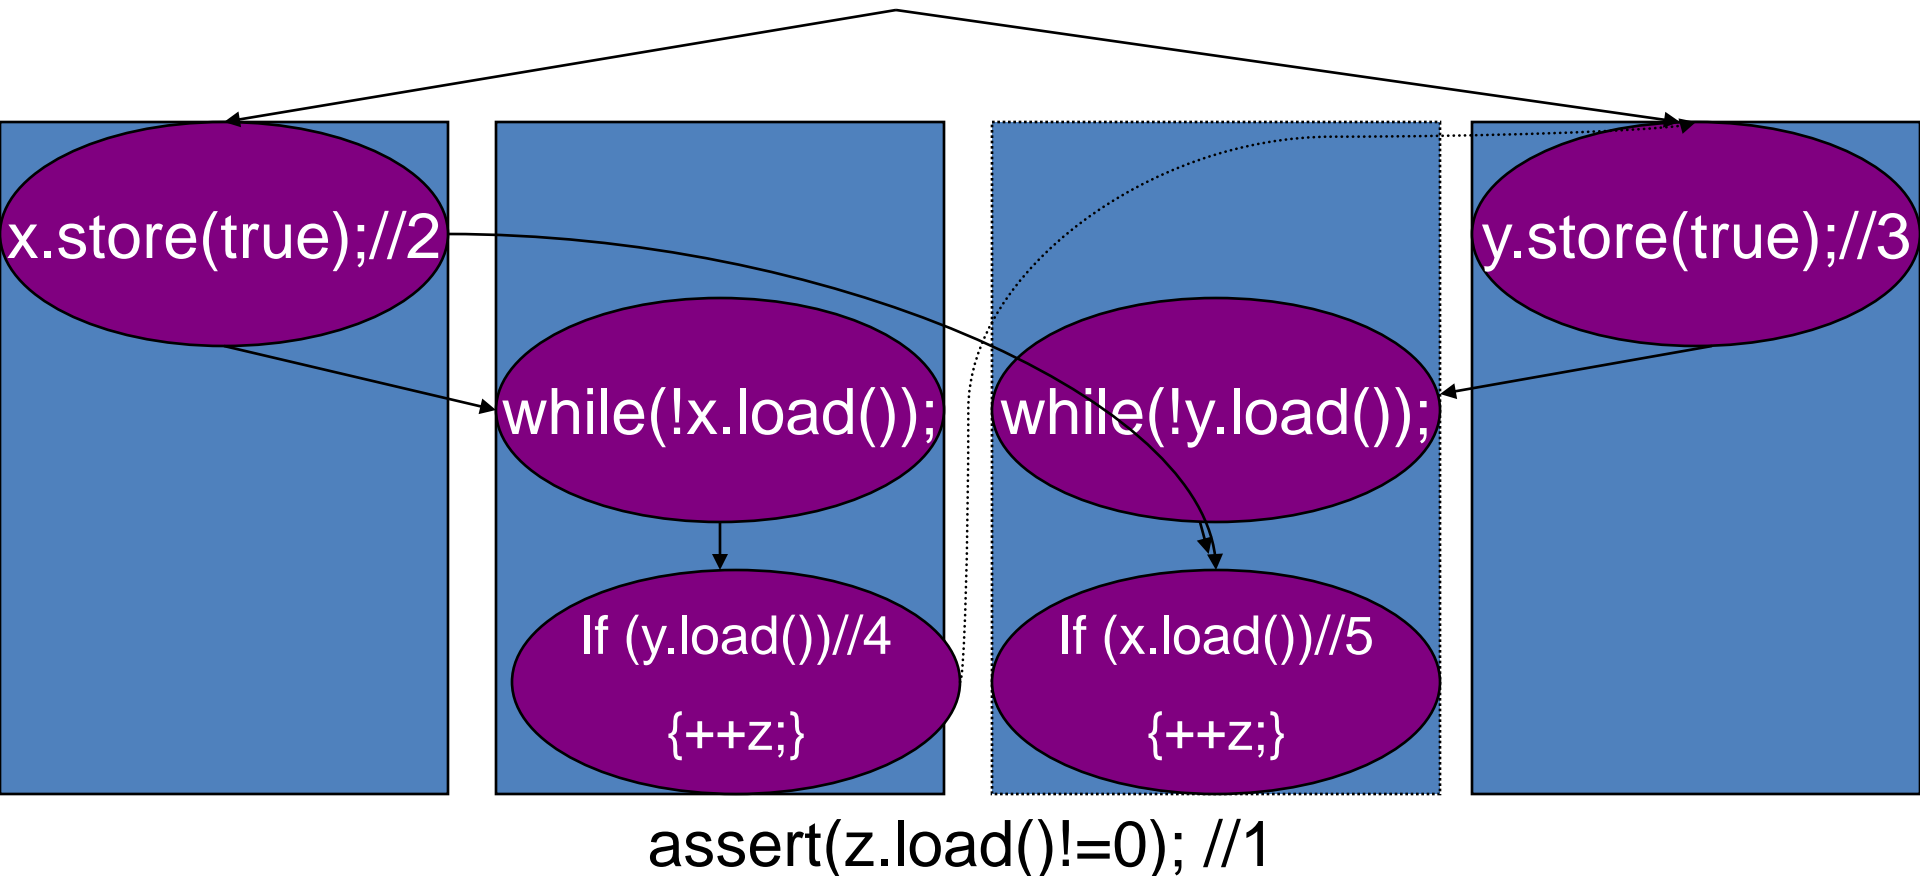 x.store(true);//2
y.store(true);//3
while(!x.load());
while(!y.load());
If (y.load())//4
{++z;}
If (x.load())//5
{++z;}
assert(z.load()!=0); //1